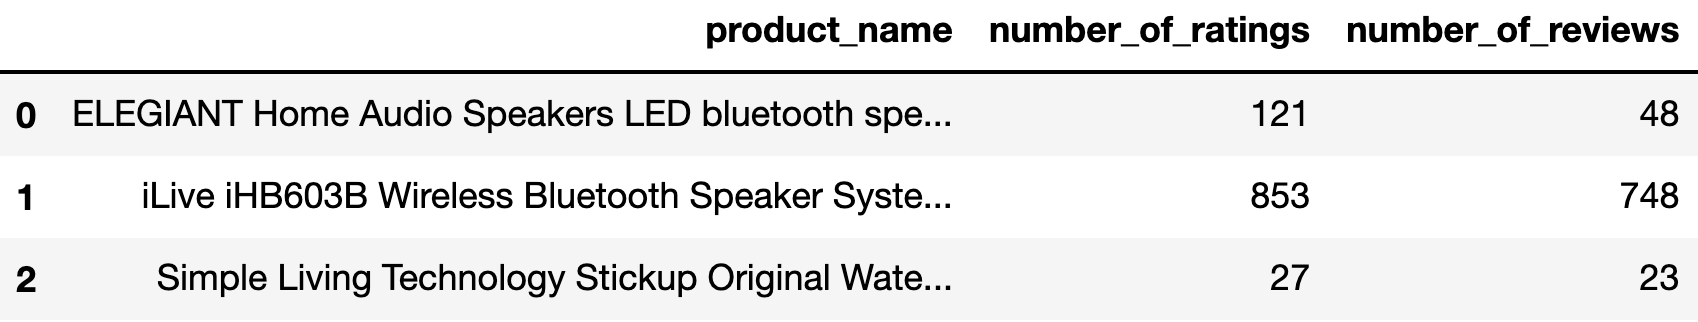 product_name number_of_ratings number_of_reviews
0 ELEGIANT Home Audio Speakers LED bluetooth spe... 121 48
1 iLive iHB603B Wireless Bluetooth Speaker Syste... 853 748
2 Simple Living Technology Stickup Original Wate... 27 23